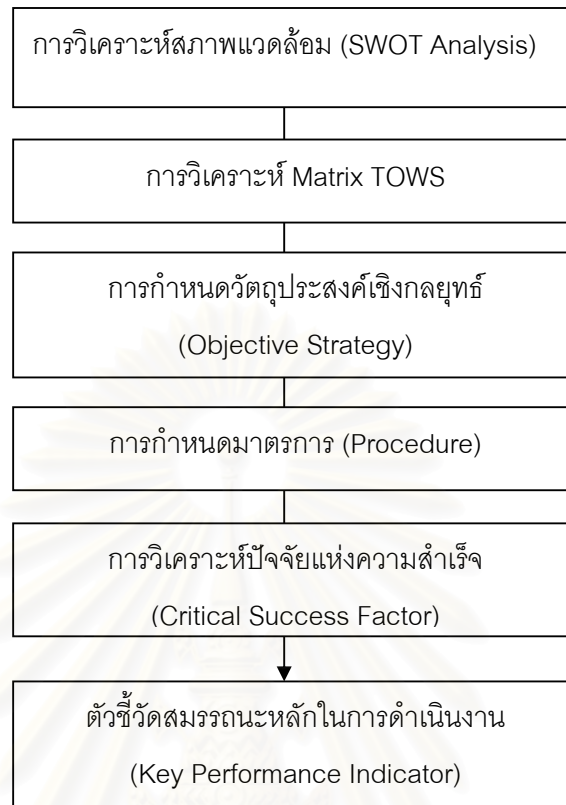 การวิเคราะห์สภาพแวดล้อม (SWOT Analysis)
การวิเคราะห์ Matrix TOWS
การกำหนดวัตถุประสงค์เชิงกลยุทธ์
(Objective Strategy)
การกำหนดมาตรการ (Procedure)
การวิเคราะห์ปัจจัยแห่งความสำเร็จ
(Critical Success Factor)
ตัวชี้วัดสมรรถนะหลักในการดำเนินงาน
(Key Performance Indicator)